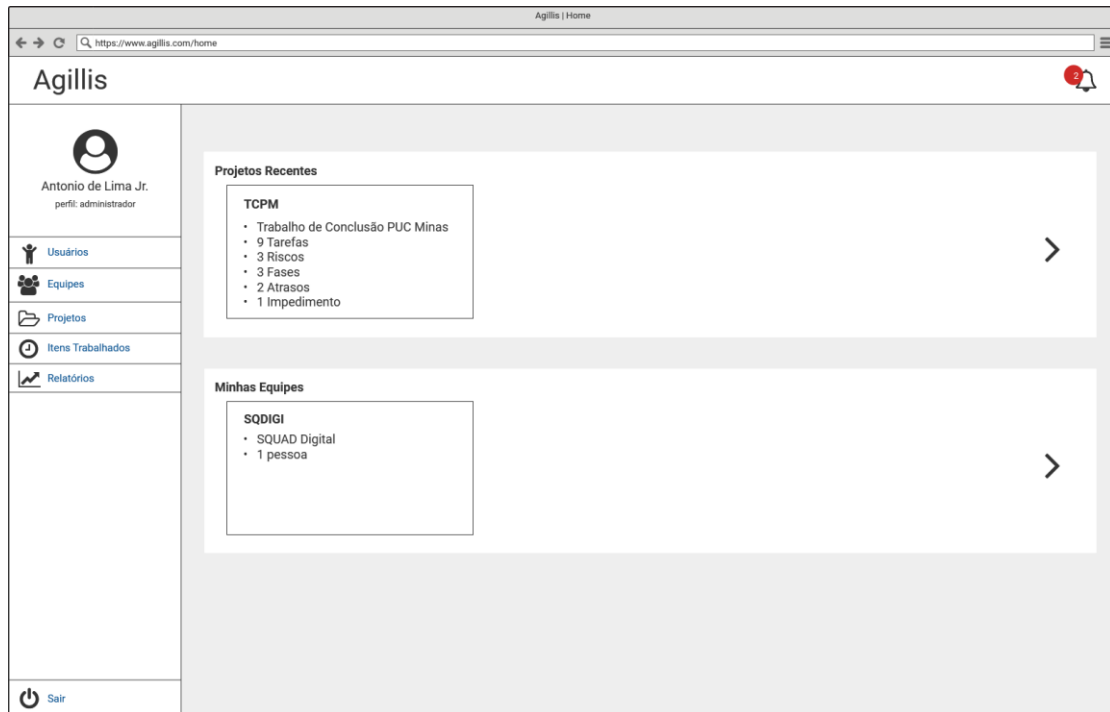 Agillis | Home
https://www.agillis.com/home
Agillis
2
Antonio de Lima Jr.
perfil: administrador
Usuários
Equipes
Projetos
Itens Trabalhados
Relatórios
Sair
Projetos Recentes
TCPM
• Trabalho de Conclusão PUC Minas
• 9 Tarefas
• 3 Riscos
• 3 Fases
• 2 Atrasos
• 1 Impedimento
Minhas Equipes
SQDIGI
• SQUAD Digital
• 1 pessoa